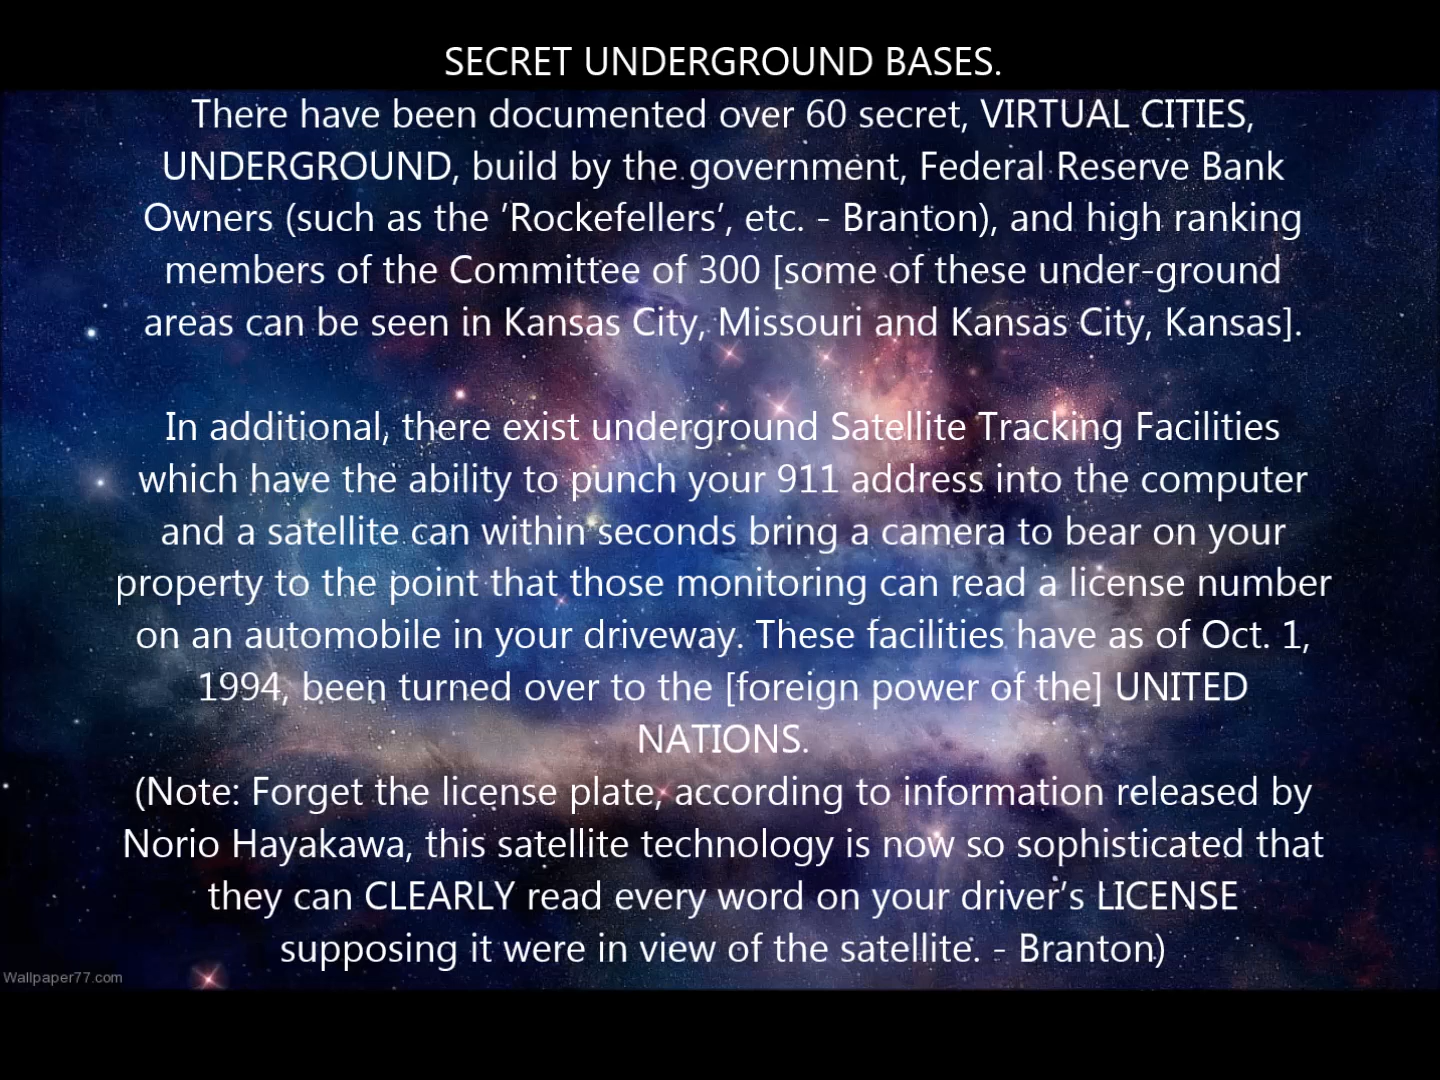 SECRET UNDERGROUND BASES.
There have been documented over 60 secret, VIRTUAL CITIES,
UNDERGROUND, build by the government, Federal Reserve Bank
Owners (such as the ’Rockefellers’, etc. - Branton), and high ranking
members of the Committee of 300 [some of these under-ground
areas can be seen in Kansas City, Missouri and Kansas City, Kansas].
In additional, there exist underground Satellite Tracking Facilities
which have the ability to punch your 911 address into the computer
and a satellite can within seconds bring a camera to bear on your
property to the point that those monitoring can read a license number
on an automobile in your driveway. These facilities have as of Oct. 1,
1994, been turned over to the [foreign power of the] UNITED
NATIONS.
(Note: Forget the license plate, according to information released by
Norio Hayakawa, this satellite technology is now so sophisticated that
they can CLEARLY read every word on your driver’s LICENSE
supposing it were in view of the satellite. - Branton)
Wallpaper77.com